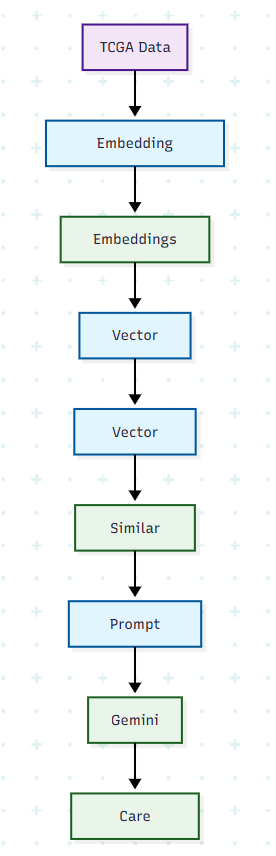 TCGA Data
Embedding
Embeddings
Vector
Vector
Similar
Prompt
Gemini
Care